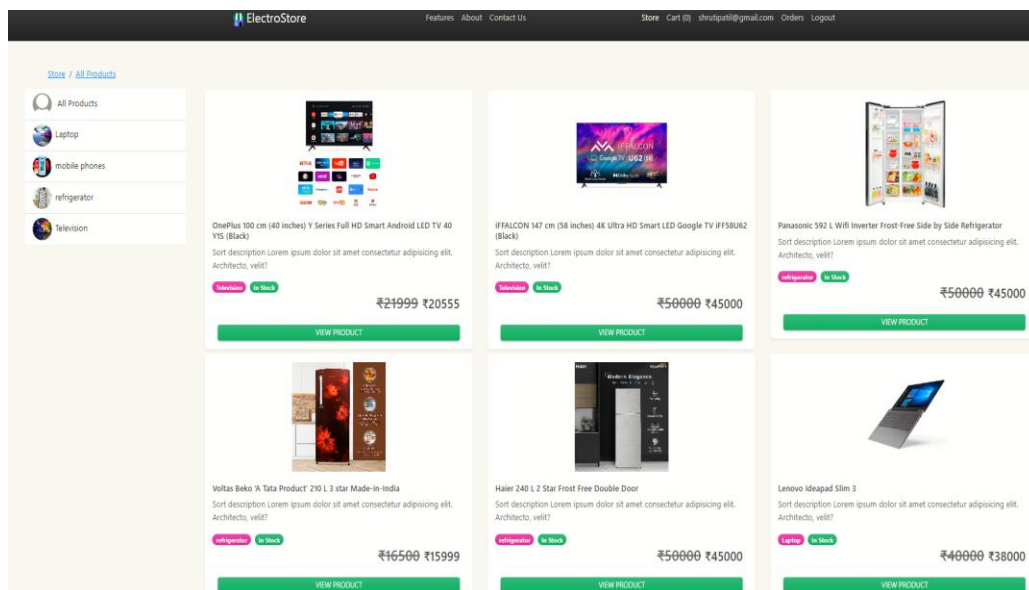 ElectroStore
Features About Contact Us
Store Cart (0) shrutipatil@gmail.com Orders Logout
Store / All Products
All Products
Laptop
mobile phones
refrigerator
Television
OnePlus 100 cm (40 inches) Y Series Full HD Smart Android LED TV 40
Y1S (Black)
Sort description Lorem ipsum dolor sit amet consectetur adipisicing elit.
Architecto, velit?
Television In Stock
₹21999 ₹20555
VIEW PRODUCT
iFFALCON
Google TV U62
iFFALCON 147 cm (58 inches) 4K Ultra HD Smart LED Google TV iFF58U62
(Black)
Sort description Lorem ipsum dolor sit amet consectetur adipisicing elit.
Architecto, velit?
Television In Stock
₹50000 ₹45000
VIEW PRODUCT
Panasonic 592 L Wifi Inverter Frost-Free Side by Side Refrigerator
Sort description Lorem ipsum dolor sit amet consectetur adipisicing elit.
Architecto, velit?
refrigerator In Stock
₹50000 ₹45000
VIEW PRODUCT
Voltas Beko 'A Tata Product' 210 L 3 star Made-in-India
Sort description Lorem ipsum dolor sit amet consectetur adipisicing elit.
Architecto, velit?
refrigerator In Stock
₹16500 ₹15999
VIEW PRODUCT
Haier
Modern Elegance
Haier 240 L 2 Star Frost Free Double Door
Sort description Lorem ipsum dolor sit amet consectetur adipisicing elit.
Architecto, velit?
refrigerator In Stock
₹50000 ₹45000
VIEW PRODUCT
Lenovo Ideapad Slim 3
Sort description Lorem ipsum dolor sit amet consectetur adipisicing elit.
Architecto, velit?
Laptop In Stock
₹40000 ₹38000
VIEW PRODUCT